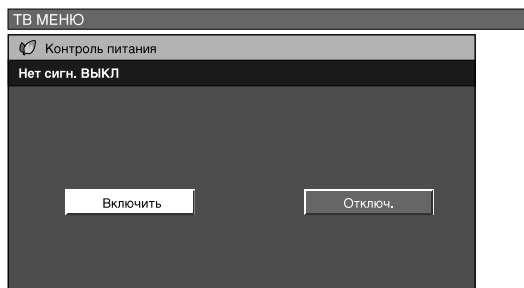 ТВ МЕНЮ
Контроль питания
Нет сигн. ВЫКЛ
Включить
Отключ.